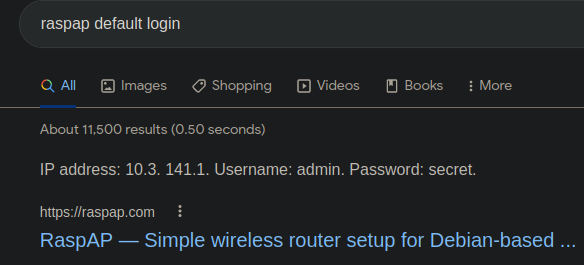 raspap default login
All Images Shopping Videos Books More
About 11,500 results (0.50 seconds)
IP address: 10.3. 141.1. Username: admin. Password: secret.
https://raspap.com
RaspAP — Simple wireless router setup for Debian-based ...